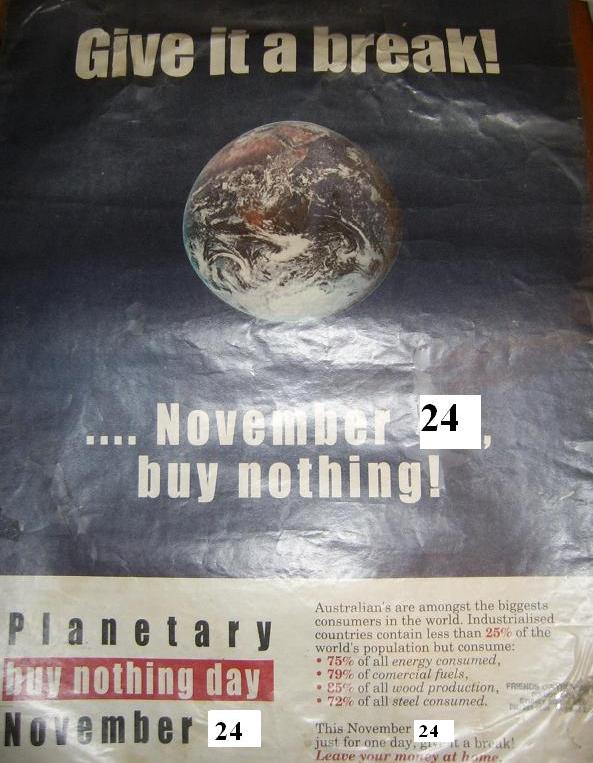 Give it a break!
.... November 24,
buy nothing!
Planetary
buy nothing day
November 24
Australian's are amongst the biggests
consumers in the world. Industrialised
countries contain less than 25% of the
world's population but consume:
• 75% of all energy consumed,
• 79% of comercial fuels,
• 85% of all wood production,
• 72% of all steel consumed.
FRIENDS
This November 24
just for one day, give it a break!
Leave your money at home.